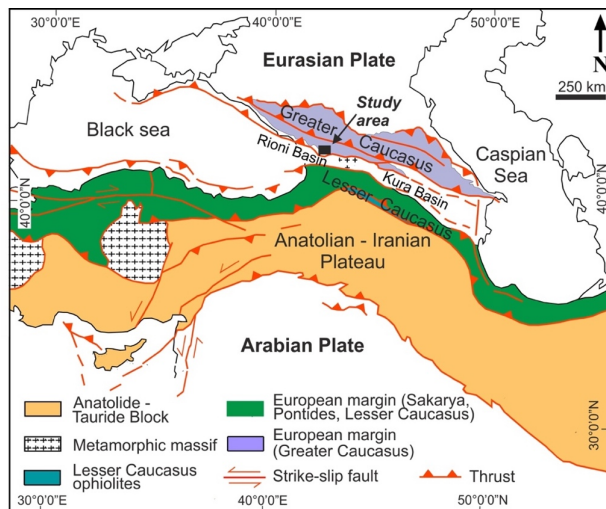 30°0'0"E
40°0'0"E
50°0'0"E
Eurasian Plate
N
250 km
Study
area
Greater
Caucasus
Black sea
Rioni Basin
Kura Basin
Caspian
Sea
Lesser Caucasus
40°0'0"N
40°0'0"N
Anatolian - Iranian
Plateau
Arabian Plate
30°0'0"N
Anatolide -
Tauride Block
European margin (Sakarya,
Pontides, Lesser Caucasus)
Metamorphic massif
European margin
(Greater Caucasus)
Lesser Caucasus
ophiolites
Strike-slip fault
Thrust
30°0'0"E
40°0'0"E
50°0'0"N